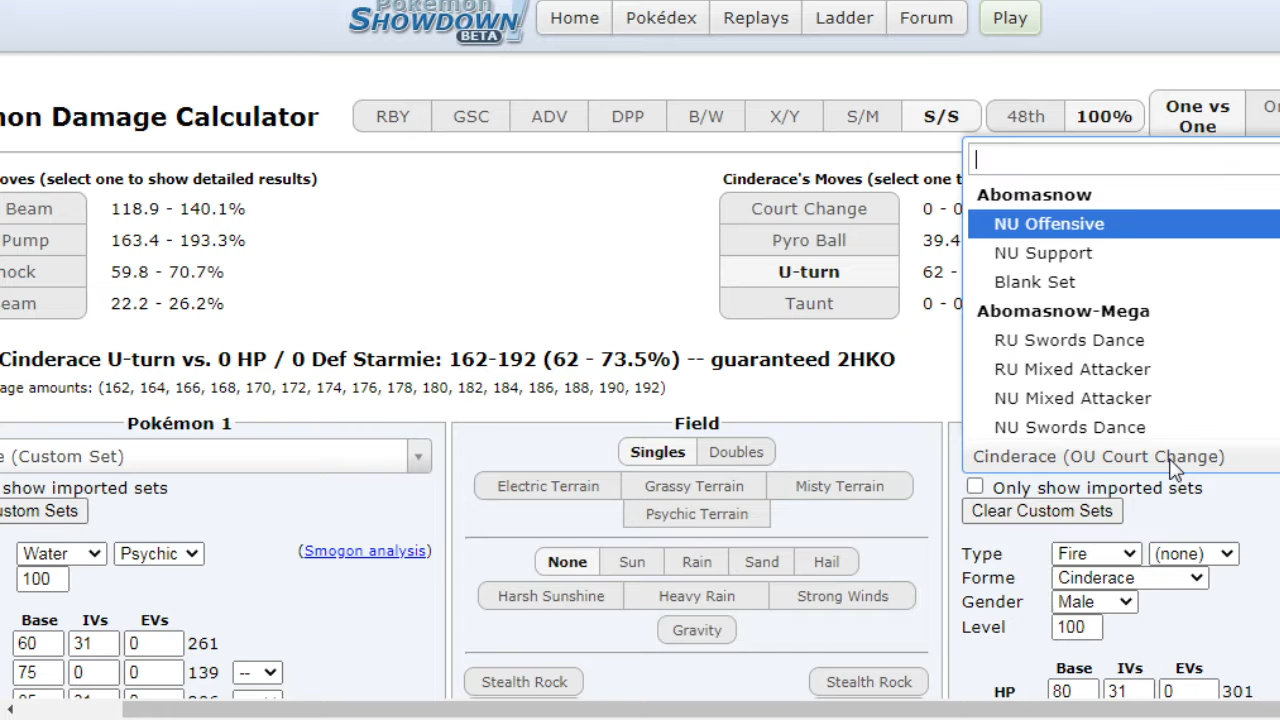 Pokémon
SHOWDOWN!
BETA
Home Pokédex Replays Ladder Forum Play
mon Damage Calculator
RBY GSC ADV DPP B/W X/Y S/M S/S 48th 100% One vs
One
oves (select one to show detailed results)
Beam 118.9 - 140.1%
Pump 163.4 - 193.3%
hock 59.8 - 70.7%
eam 22.2 - 26.2%
Cinderace's Moves (select one t
Court Change 0 - 0
Pyro Ball 39.4
U-turn 62 -
Taunt 0 - 0
Abomasnow
NU Offensive
NU Support
Blank Set
Abomasnow-Mega
RU Swords Dance
RU Mixed Attacker
NU Mixed Attacker
NU Swords Dance
Cinderace (OU Court Change)
Cinderace U-turn vs. 0 HP / 0 Def Starmie: 162-192 (62 - 73.5%) -- guaranteed 2HKO
age amounts: (162, 164, 166, 168, 170, 172, 174, 176, 178, 180, 182, 184, 186, 188, 190, 192)
Pokémon 1
e (Custom Set)
show imported sets
ustom Sets
Water Psychic (Smogon analysis)
100
Base IVs EVs
60 31 0 261
75 0 0 139 --
Field
Singles Doubles
Electric Terrain Grassy Terrain Misty Terrain
Psychic Terrain
None Sun Rain Sand Hail
Harsh Sunshine Heavy Rain Strong Winds
Gravity
Stealth Rock Stealth Rock
Only show imported sets
Clear Custom Sets
Type Fire (none)
Forme Cinderace
Gender Male
Level 100
Base IVs EVs
HP 80 31 0 301